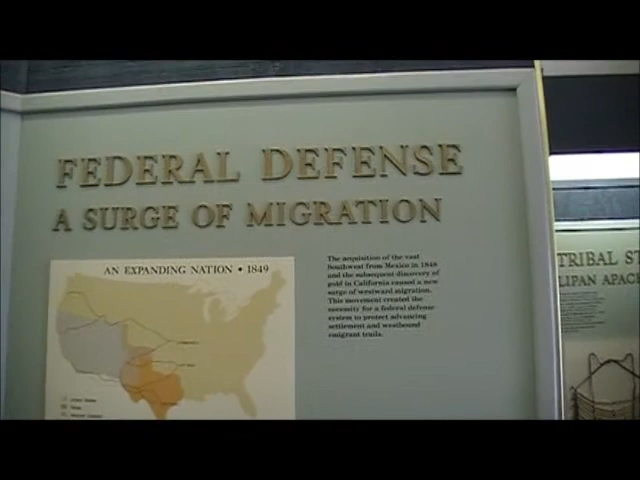 FEDERAL DEFENSE
A SURGE OF MIGRATION
AN EXPANDING NATION • 1849
The acquisition of the vast
Southwest from Mexico in 1848
and the subsequent discovery of
gold in California caused a new
surge of westward migration.
This movement created the
necessity for a federal defense
system to protect advancing
settlement and westbound
emigrant trails.
TRIBAL
LIPAN